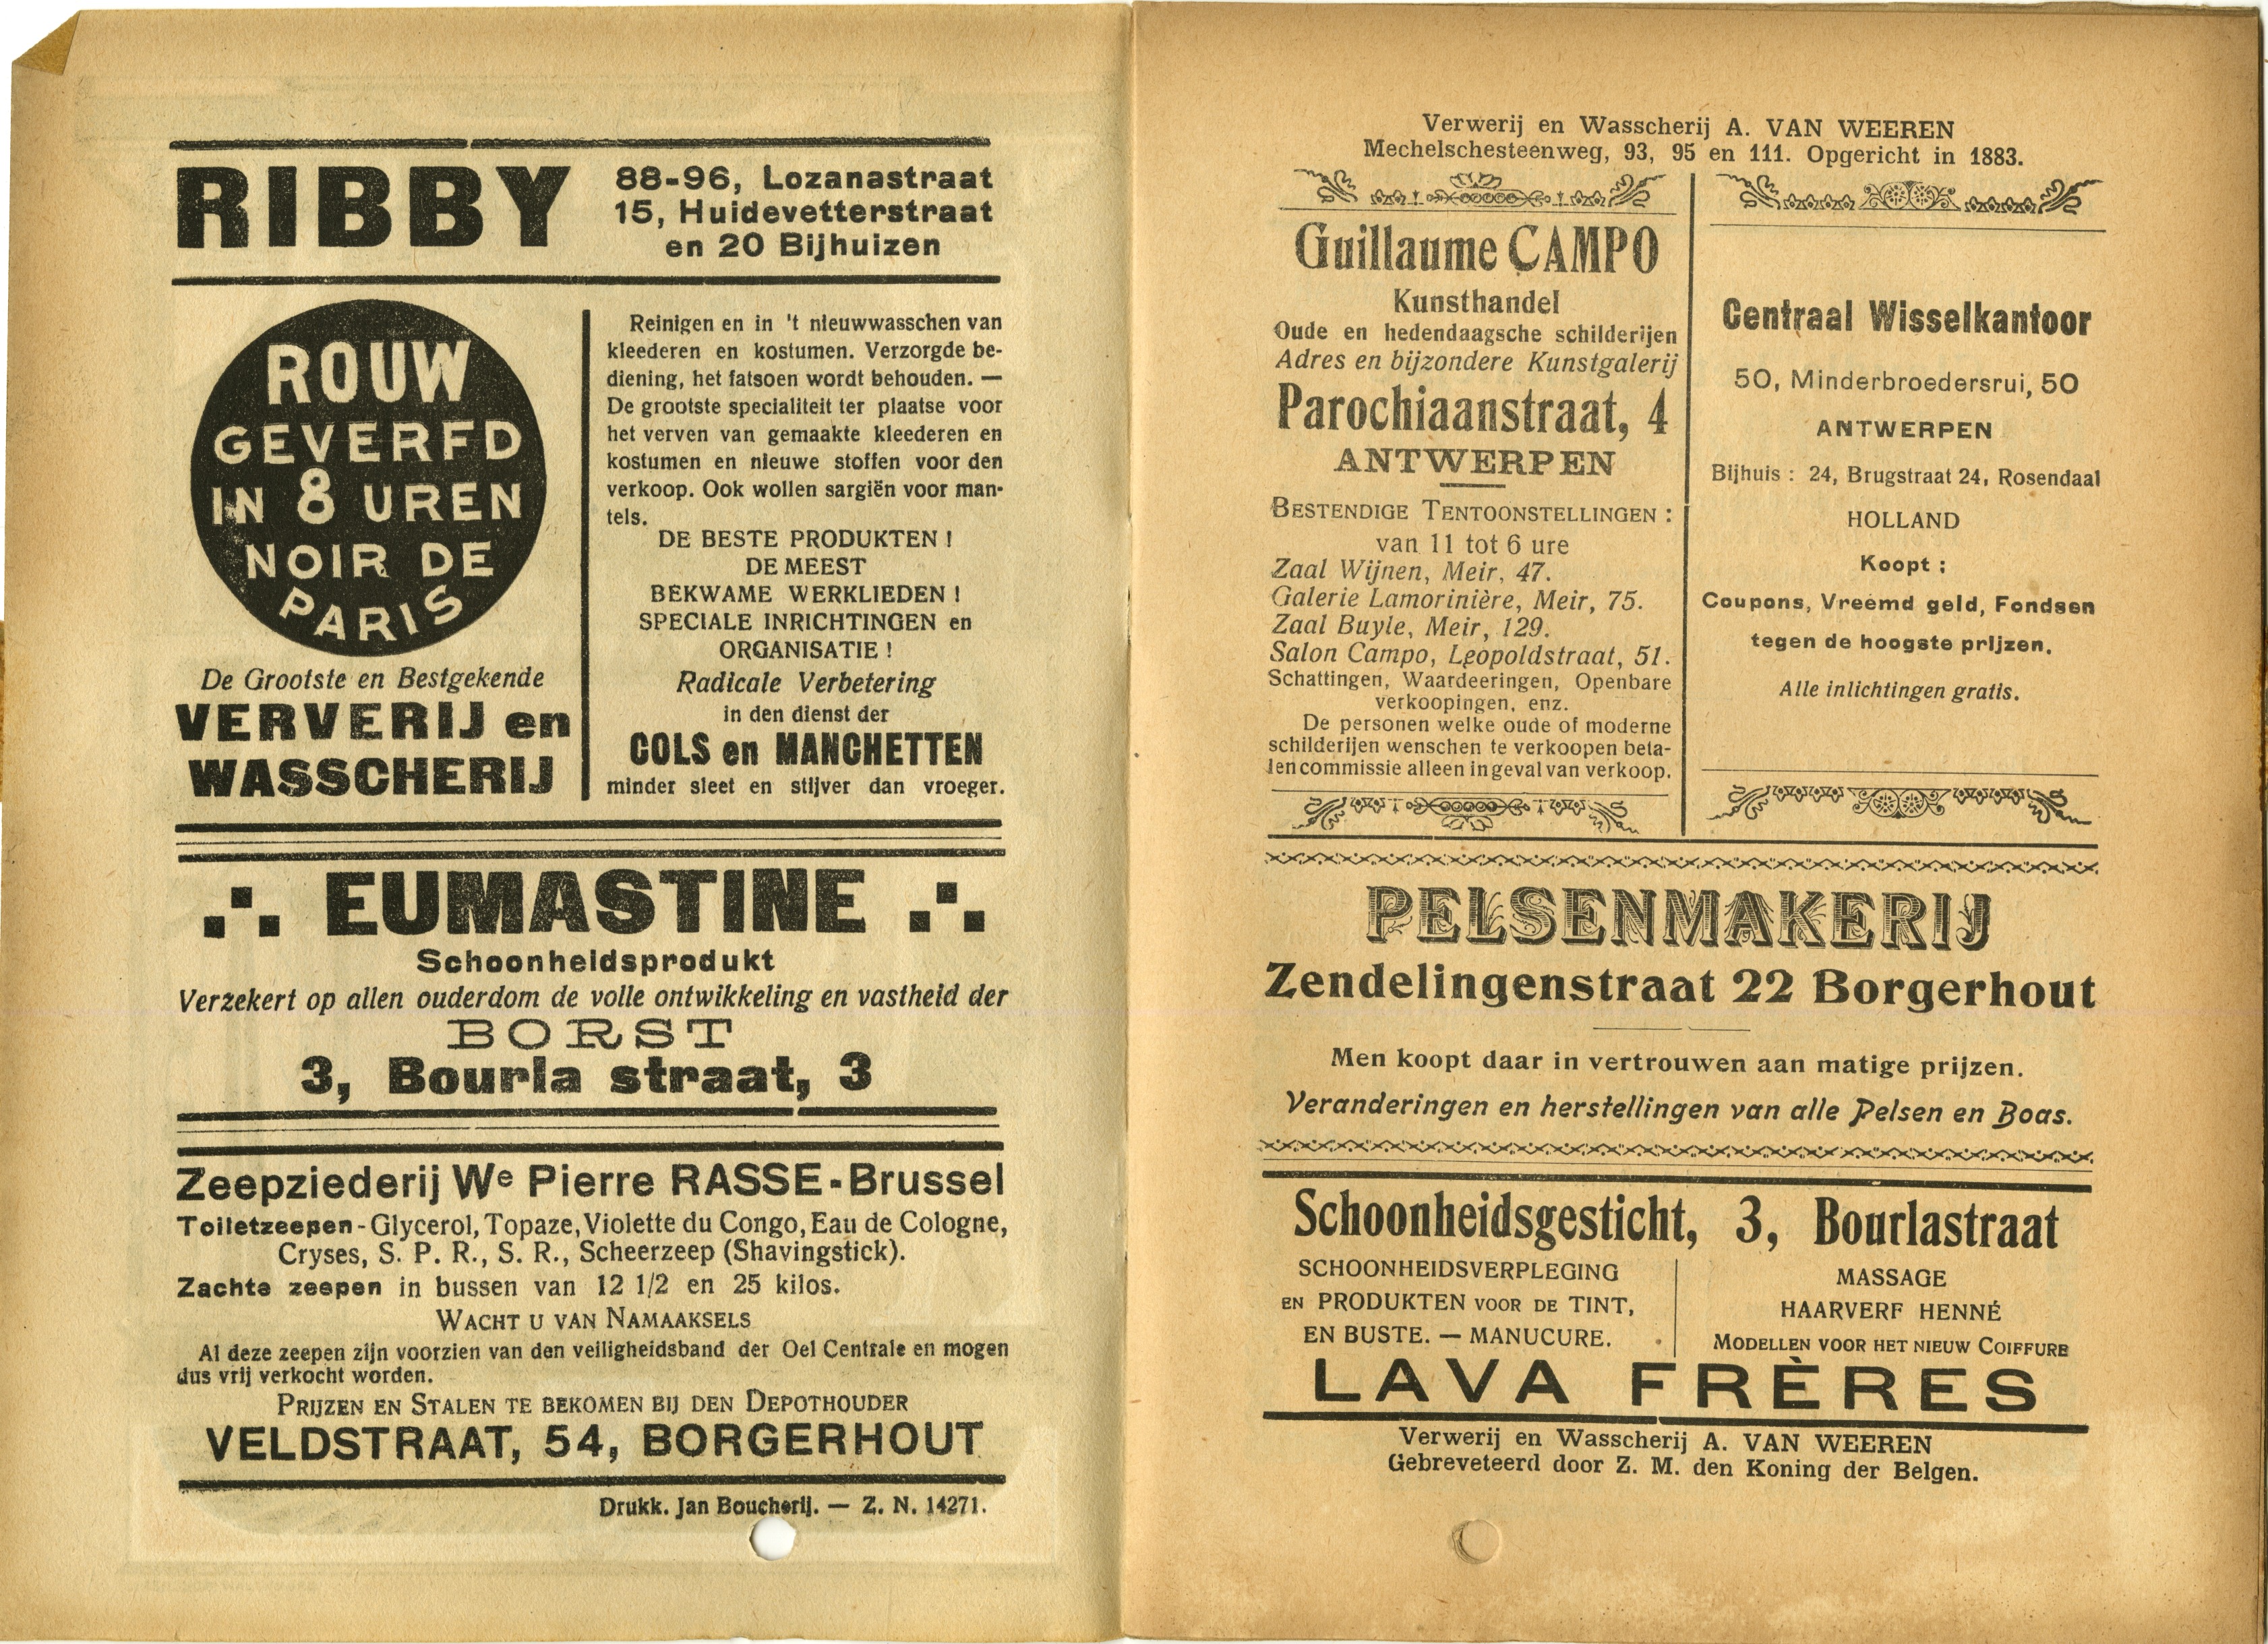 RIBBY
88-96, Lozanastraat
15, Huidevetterstraat
en 20 Bijhuizen
ROUW
GEVERFD
IN 8 UREN
NOIR DE
PARIS
De Grootste en Bestgekende
VERVERIJ en
WASSCHERIJ
Reinigen en in 't nieuwwasschen van
kleederen en kostumen. Verzorgde be-
diening, het fatsoen wordt behouden. —
De grootste specialiteit ter plaatse voor
het verven van gemaakte kleederen en
kostumen en nieuwe stoffen voor den
verkoop. Ook wollen sargiën voor man-
tels.
DE BESTE PRODUKTEN !
DE MEEST
BEKWAME WERKLIEDEN !
SPECIALE INRICHTINGEN en
ORGANISATIE !
Radicale Verbetering
in den dienst der
COLS en MANCHETTEN
minder sleet en stijver dan vroeger.
EUMASTINE
Schoonheidsprodukt
Verzekert op allen ouderdom de volle ontwikkeling en vastheid der
BORST
3, Bourla straat, 3
Zeepziederij We Pierre RASSE-Brussel
Toiletzeepen - Glycerol, Topaze, Violette du Congo, Eau de Cologne,
Cryses, S. P. R., S. R., Scheerzeep (Shavingstick).
Zachte zeepen in bussen van 12 1/2 en 25 kilos.
WACHT U VAN NAMAAKSELS
Al deze zeepen zijn voorzien van den veiligheidsband der Oel Centrale en mogen
dus vrij verkocht worden.
PRIJZEN EN STALEN TE BEKOMEN BIJ DEN DEPOTHOUDER
VELDSTRAAT, 54, BORGERHOUT
Drukk. Jan Boucherij. — Z. N. 14271.
Verwerij en Wasscherij A. VAN WEEREN
Mechelschesteenweg, 93, 95 en 111. Opgericht in 1883.
Guillaume CAMPO
Kunsthandel
Oude en hedendaagsche schilderijen
Adres en bijzondere Kunstgalerij
Parochiaanstraat, 4
ANTWERPEN
BESTENDIGE TENTOONSTELLINGEN :
van 11 tot 6 ure
Zaal Wijnen, Meir, 47.
Galerie Lamorinière, Meir, 75.
Zaal Buyle, Meir, 129.
Salon Campo, Leopoldstraat, 51.
Schattingen, Waardeeringen, Openbare
verkoopingen, enz.
De personen welke oude of moderne
schilderijen wenschen te verkoopen beta-
len commissie alleen in geval van verkoop.
Centraal Wisselkantoor
50, Minderbroedersrui, 50
ANTWERPEN
Bijhuis : 24, Brugstraat 24, Rosendaal
HOLLAND
Koopt :
Coupons, Vreemd geld, Fondsen
tegen de hoogste prijzen.
Alle inlichtingen gratis.
PELSENMAKERIJ
Zendelingenstraat 22 Borgerhout
Men koopt daar in vertrouwen aan matige prijzen.
Veranderingen en herstellingen van alle Pelsen en Boas.
Schoonheidsgesticht, 3, Bourlastraat
SCHOONHEIDSVERPLEGING
EN PRODUKTEN VOOR DE TINT,
EN BUSTE. — MANUCURE.
MASSAGE
HAARVERF HENNÉ
MODELLEN VOOR HET NIEUW COIFFURE
LAVA FRÈRES
Verwerij en Wasscherij A. VAN WEEREN
Gebreveteerd door Z. M. den Koning der Belgen.